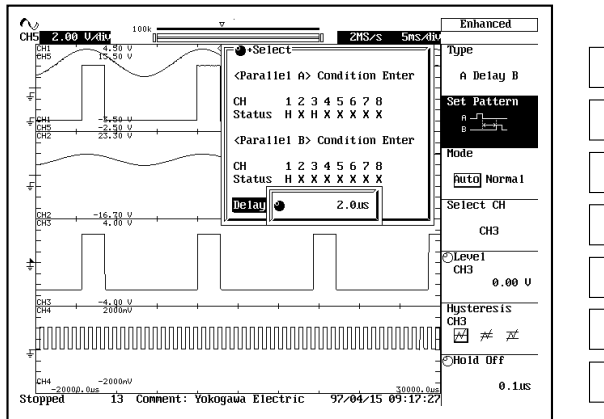 Enhanced
CH5 2.00 V/div 100k 2MS/s 5ms/div
CH1 4.50 V
CH5 15.50 V
Select
Type
A Delay B
<Parallel A> Condition Enter
CH 1 2 3 4 5 6 7 8
Status H X H X X X X X
Set Pattern
A
B
CH1 -3.50 V
CH5 -2.50 V
CH2 23.30 V
<Parallel B> Condition Enter
CH 1 2 3 4 5 6 7 8
Status H X X X X X X X
Mode
Auto Normal
Delay 2.0us
Select CH
CH3
CH2 -16.70 V
CH3 4.00 V
Level
CH3
0.00 V
CH3 -4.00 V
CH4 2000mV
Hysteresis
CH3
Hold Off
0.1us
CH4 -2000mV
-20000.0us 30000.0us
Stopped 13 Comment: Yokogawa Electric 97/04/15 09:17:27